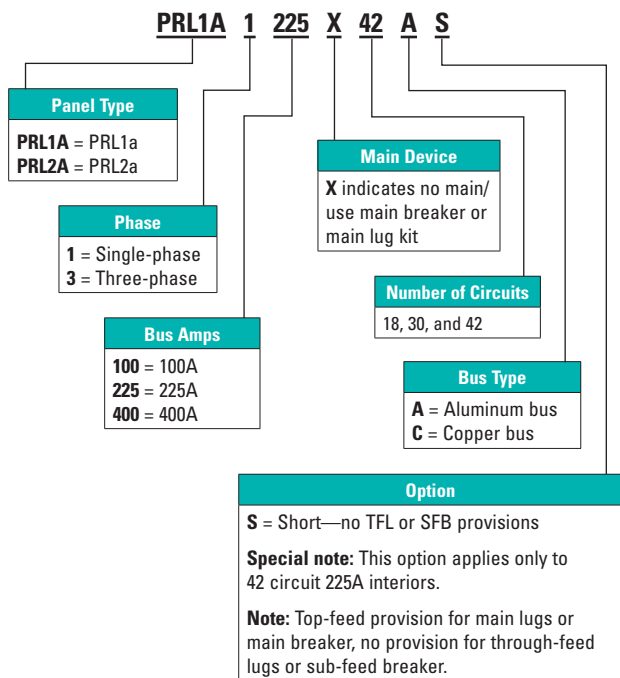 PRL1A 1 225 X 42 A S
Panel Type
PRL1A = PRL1a
PRL2A = PRL2a
Phase
1 = Single-phase
3 = Three-phase
Bus Amps
100 = 100A
225 = 225A
400 = 400A
Main Device
X indicates no main/
use main breaker or
main lug kit
Number of Circuits
18, 30, and 42
Bus Type
A = Aluminum bus
C = Copper bus
Option
S = Short—no TFL or SFB provisions
Special note: This option applies only to
42 circuit 225A interiors.
Note: Top-feed provision for main lugs or
main breaker, no provision for through-feed
lugs or sub-feed breaker.